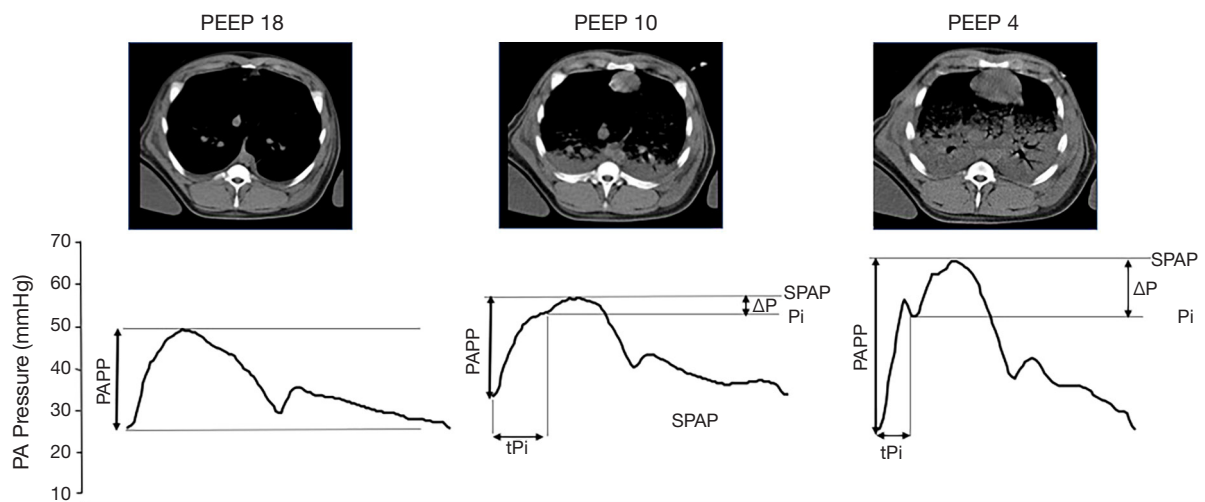 PEEP 18
PEEP 10
PEEP 4
PA Pressure (mmHg)
70
60
50
40
30
20
10
PAPP
PAPP
SPAP
ΔP
Pi
tPi
SPAP
PAPP
SPAP
ΔP
Pi
tPi